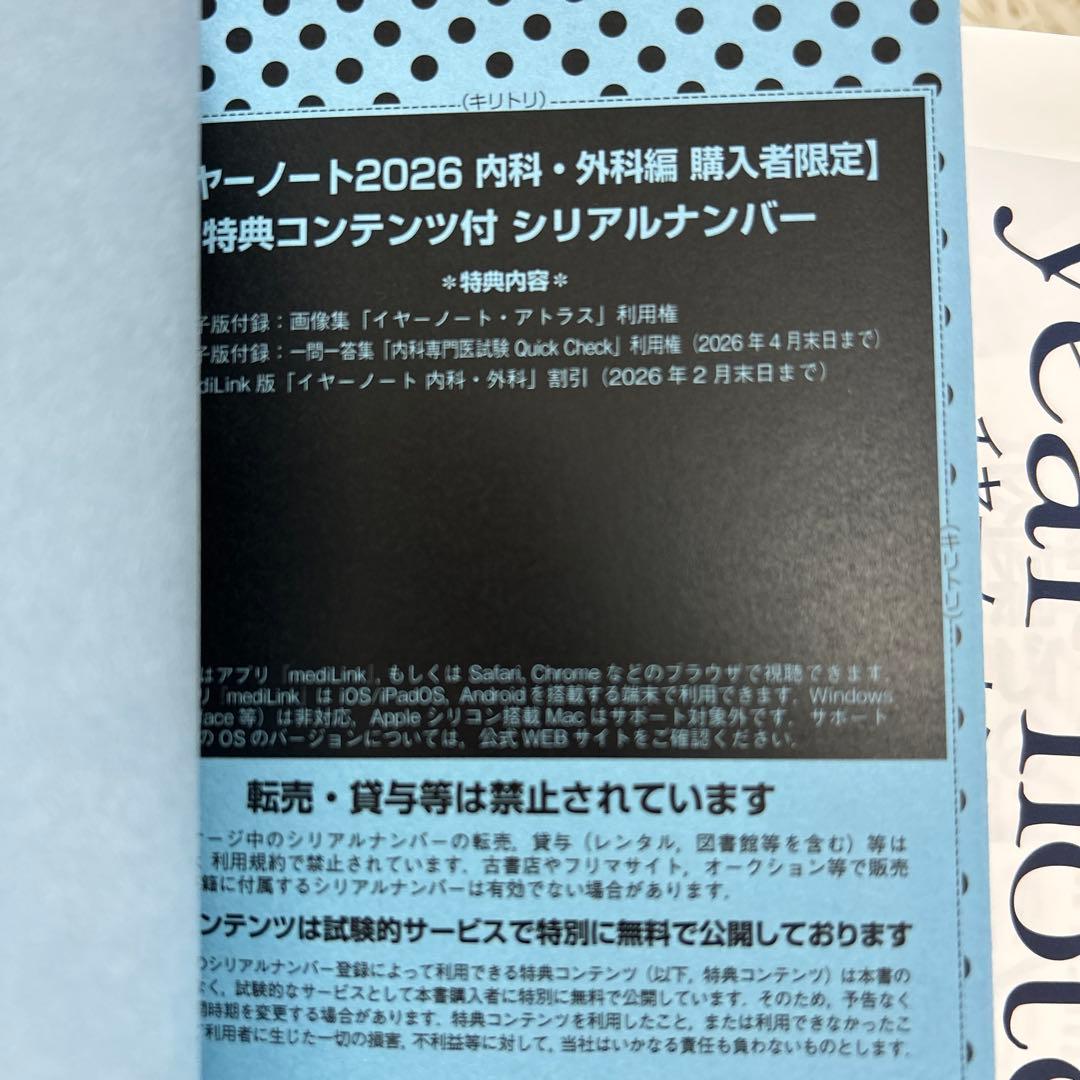 (キリトリ)
ヤーノート2026 内科・外科編 購入者限定】
特典コンテンツ付 シリアルナンバー
＊特典内容＊
子版付録：画像集「イヤーノート・アトラス」利用権
子版付録：一問一答集「内科専門医試験 Quick Check」利用権（2026年4月末日まで）
diLink 版「イヤーノート 内科・外科」割引（2026年2月末日まで）
はアプリ『mediLink』, もしくは Safari, Chrome などのブラウザで視聴できます.
リ『mediLink』は iOS/iPadOS, Androidを搭載する端末で利用できます. Windows
face 等）は非対応, Apple シリコン搭載 Mac はサポート対象外です. サポート
の OS のバージョンについては, 公式 WEB サイトをご確認ください.
(キリトリ)
転売・貸与等は禁止されています
ージ中のシリアルナンバーの転売, 貸与（レンタル, 図書館等を含む）等は
, 利用規約で禁止されています. 古書店やフリマサイト, オークション等で販売
籍に付属するシリアルナンバーは有効でない場合があります.
ンテンツは試験的サービスで特別に無料で公開しております
のシリアルナンバー登録によって利用できる特典コンテンツ（以下, 特典コンテンツ）は本書の
なく, 試験的なサービスとして本書購入者に特別に無料で公開しています. そのため, 予告なく
開時期を変更する場合があります. 特典コンテンツを利用したこと, または利用できなかったこ
利用者に生じた一切の損害, 不利益等に対して, 当社はいかなる責任も負わないものとします.
year note
イヤー